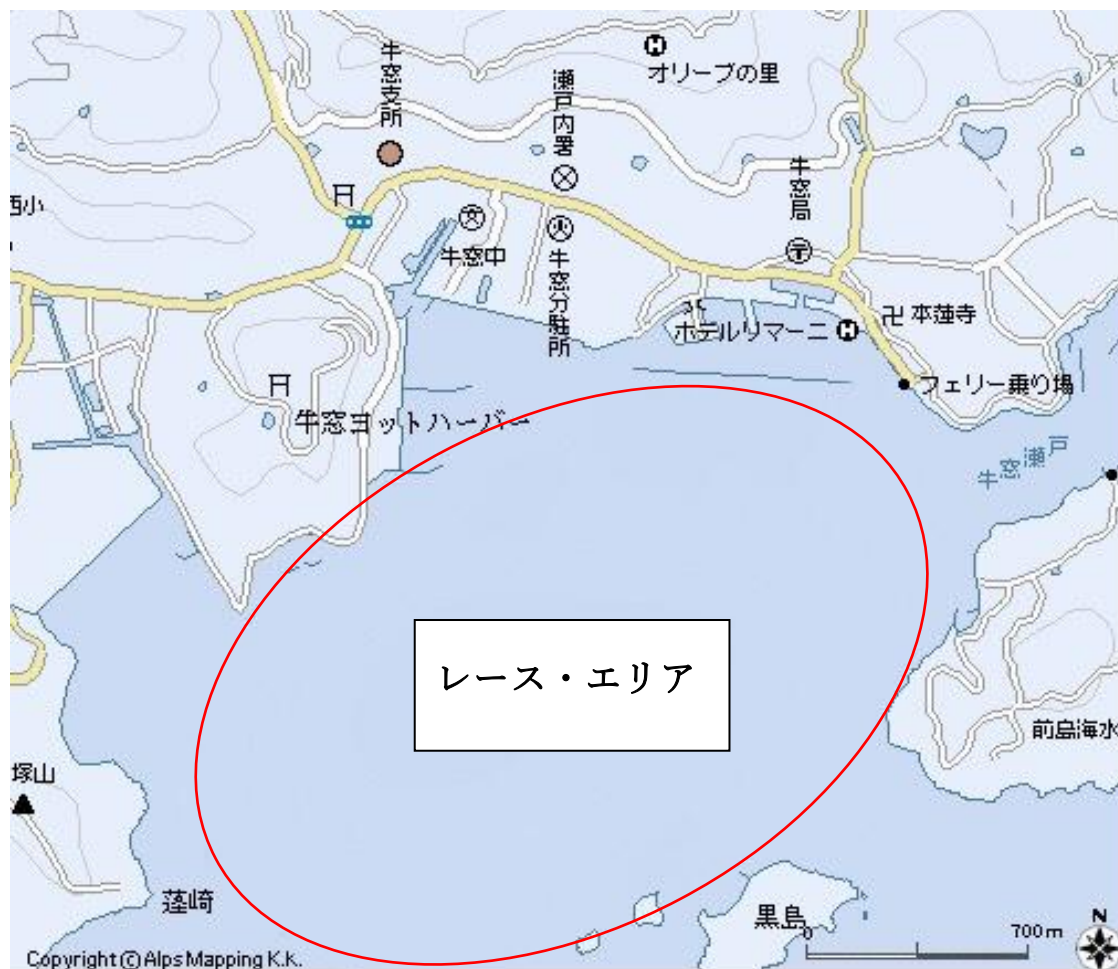 牛窓支所
瀬戸内署
オリーブの里
牛窓局
西小
牛窓中
牛窓分駐所
ホテルリマーニ
本蓮寺
フェリー乗り場
牛窓ヨットハーバー
牛窓瀬戸
レース・エリア
前島海水
塚山
蓬崎
黒島
0
700m
N
Copyright © Alps Mapping K.K.